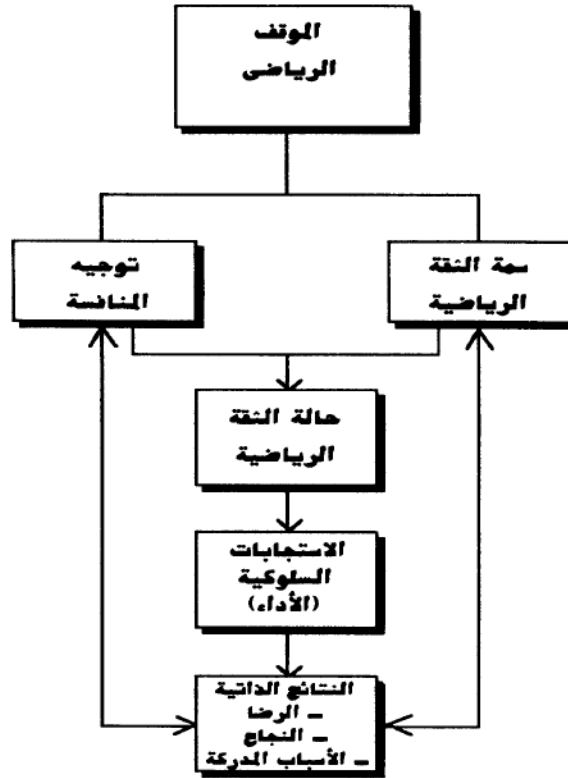 الموقف
الرياضى
سمة الثقة
الرياضية
توجيه
المنافسة
حالة الثقة
الرياضية
الاستجابات
السلوكية
(الأداء)
النتائج الذاتية
ـ الرضا
ـ النجاح
ـ الأسباب المدركة